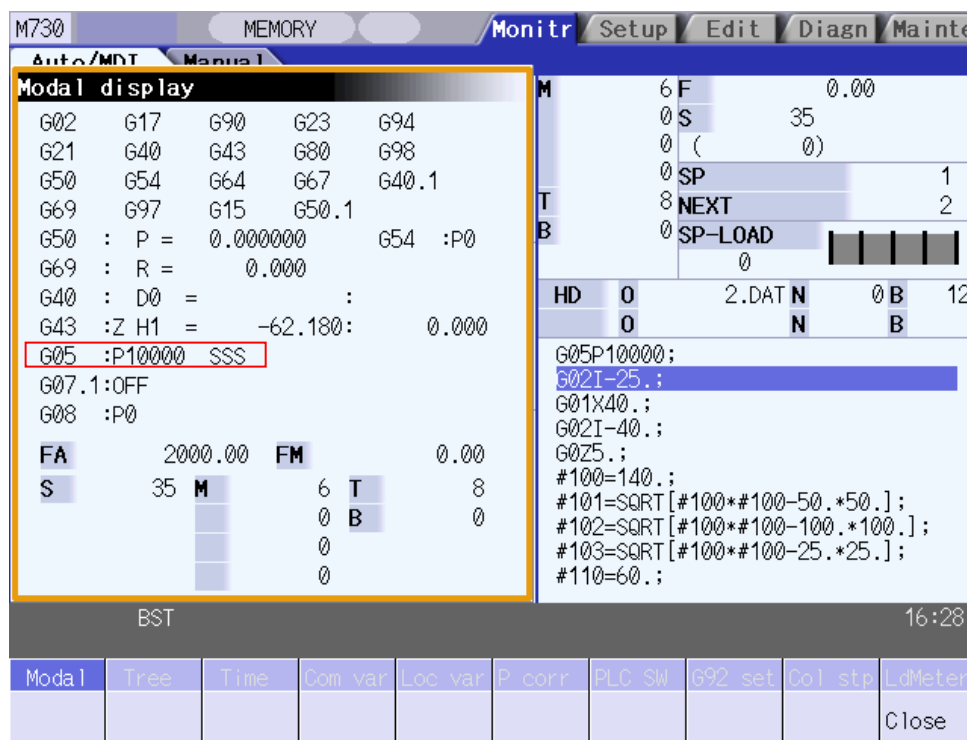 M730 MEMORY Monitr Setup Edit Diagn Mainte
Auto/MDI Manual
Modal display
G02 G17 G90 G23 G94
G21 G40 G43 G80 G98
G50 G54 G64 G67 G40.1
G69 G97 G15 G50.1
G50 : P = 0.000000 G54 :P0
G69 : R = 0.000
G40 : D0 = :
G43 :Z H1 = -62.180: 0.000
G05 :P10000 SSS
G07.1:OFF
G08 :P0
FA 2000.00 FM 0.00
S 35 M 6 T 8
0 B 0
0
0
M 6 F 0.00
0 S 35
0 ( 0)
0 SP 1
T 8 NEXT 2
B 0 SP-LOAD
0
HD O 2.DAT N 0 B 12
O N B
G05P10000;
G02I-25.;
G01X40.;
G02I-40.;
G0Z5.;
#100=140.;
#101=SQRT[#100*#100-50.*50.];
#102=SQRT[#100*#100-100.*100.];
#103=SQRT[#100*#100-25.*25.];
#110=60.;
BST 16:28
Modal Tree Time Com var Loc var P corr PLC SW G92 set Col stp LdMeter
Close